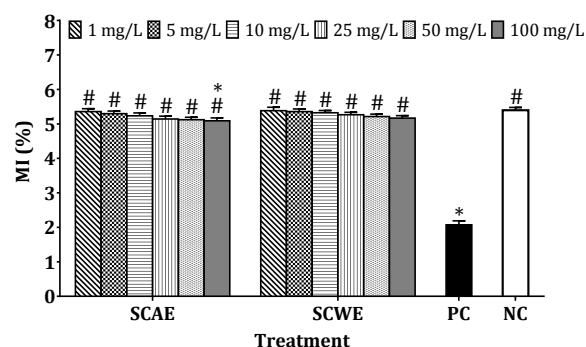 8
1 mg/L 5 mg/L 10 mg/L 25 mg/L 50 mg/L 100 mg/L
7
*
# # # # # # # # # # # # #
6
5
MI (%)
4
3
*
2
1
0
SCAE SCWE PC NC
Treatment